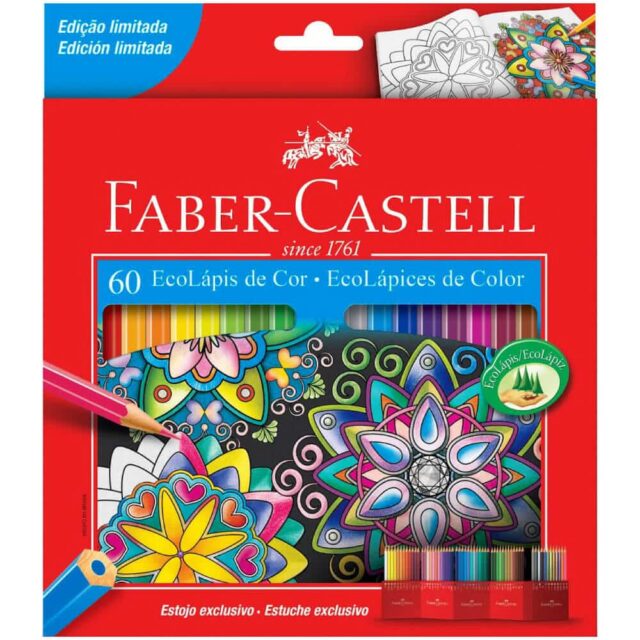 Edição limitada
Edición limitada
FABER-CASTELL
since 1761
60 EcoLápis de Cor • EcoLápices de Color
EcoLápis/EcoLápiz
Estojo exclusivo • Estuche exclusivo